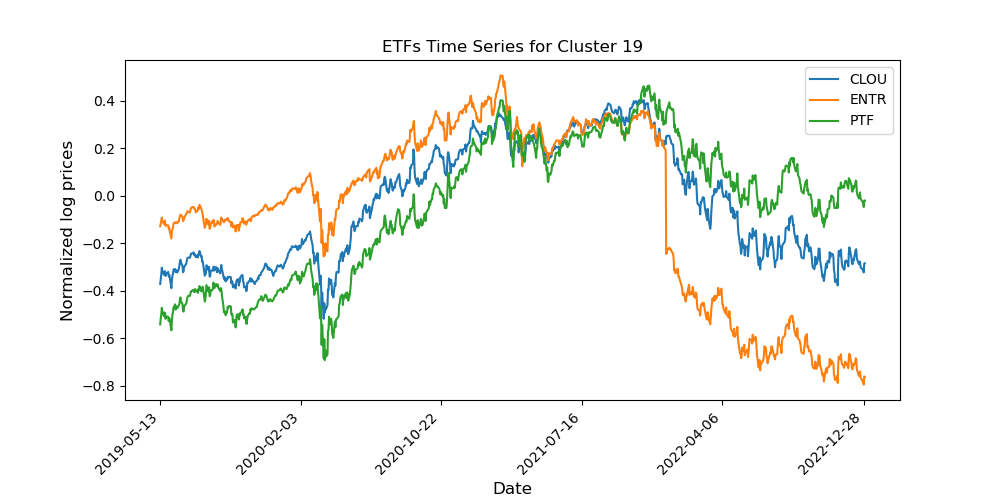 ETFs Time Series for Cluster 19
CLOU
ENTR
PTF
Normalized log prices
0.4
0.2
0.0
−0.2
−0.4
−0.6
−0.8
2019-05-13
2020-02-03
2020-10-22
2021-07-16
2022-04-06
2022-12-28
Date